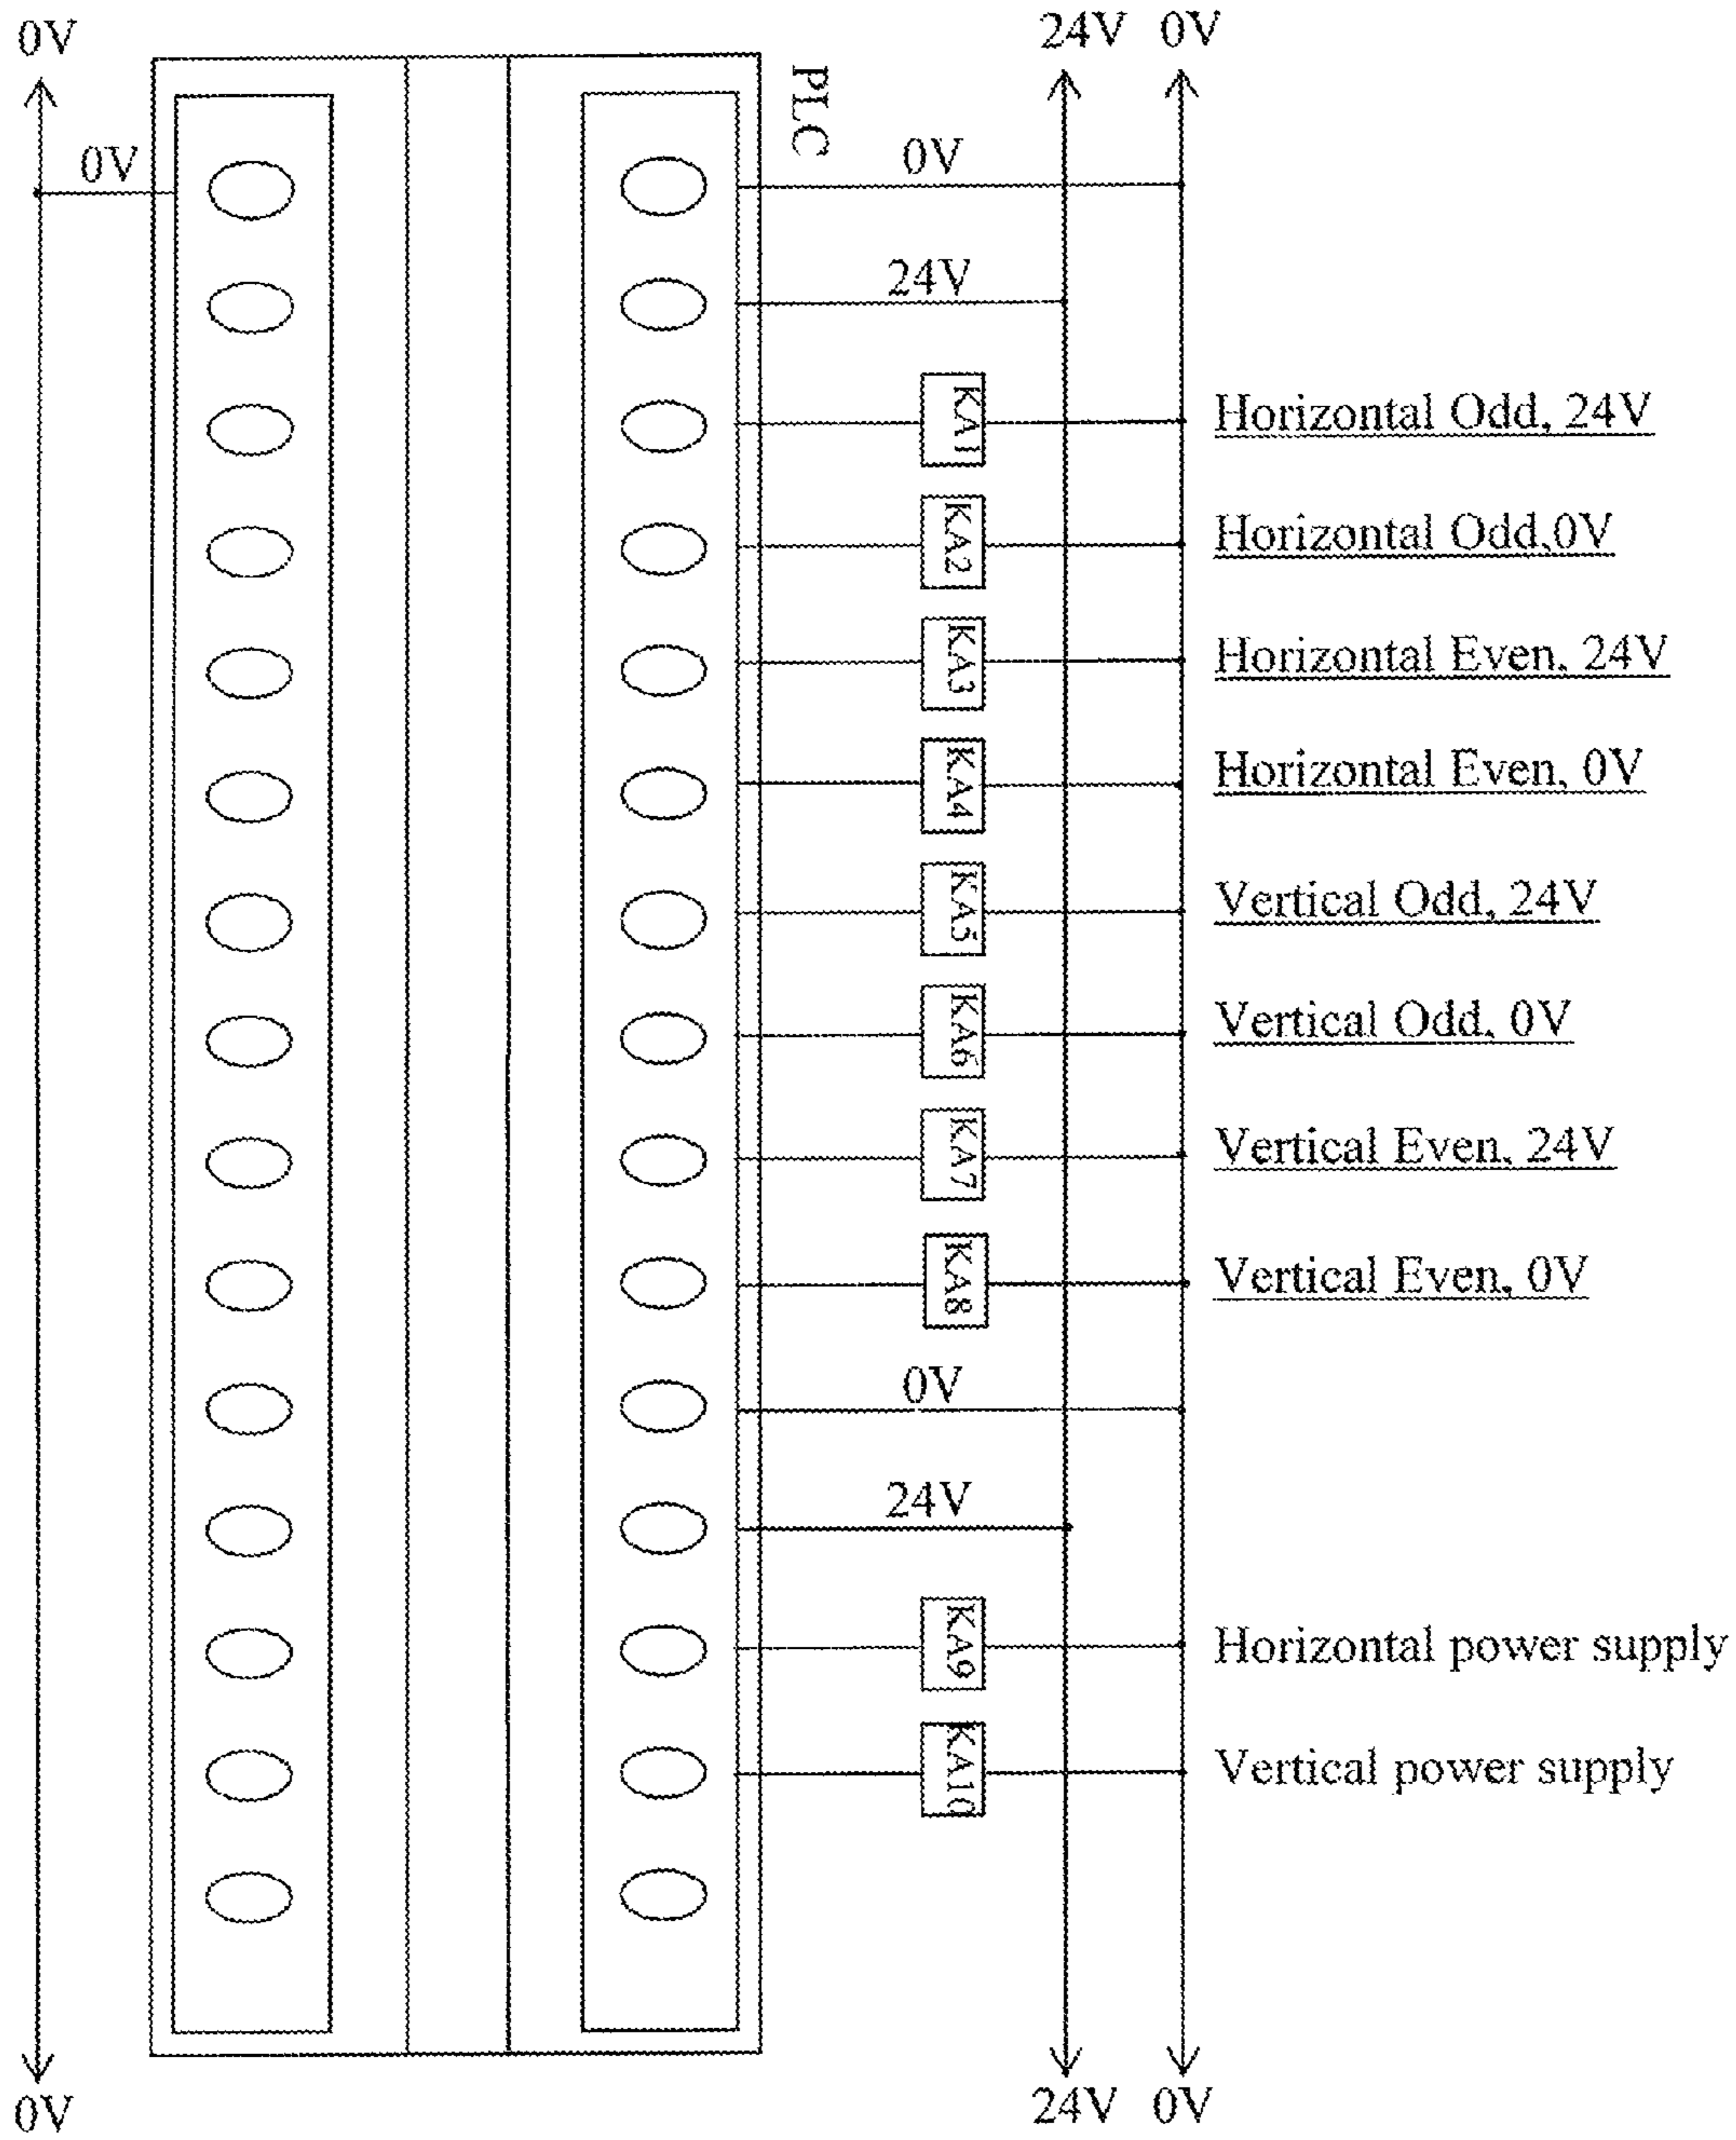 0V
24V 0V
PLC
0V
0V
24V
KA1
Horizontal Odd, 24V
KA2
Horizontal Odd,0V
KA3
Horizontal Even, 24V
KA4
Horizontal Even, 0V
KA5
Vertical Odd, 24V
KA6
Vertical Odd, 0V
KA7
Vertical Even, 24V
KA8
Vertical Even, 0V
0V
24V
KA9
Horizontal power supply
KA10
Vertical power supply
0V
24V 0V